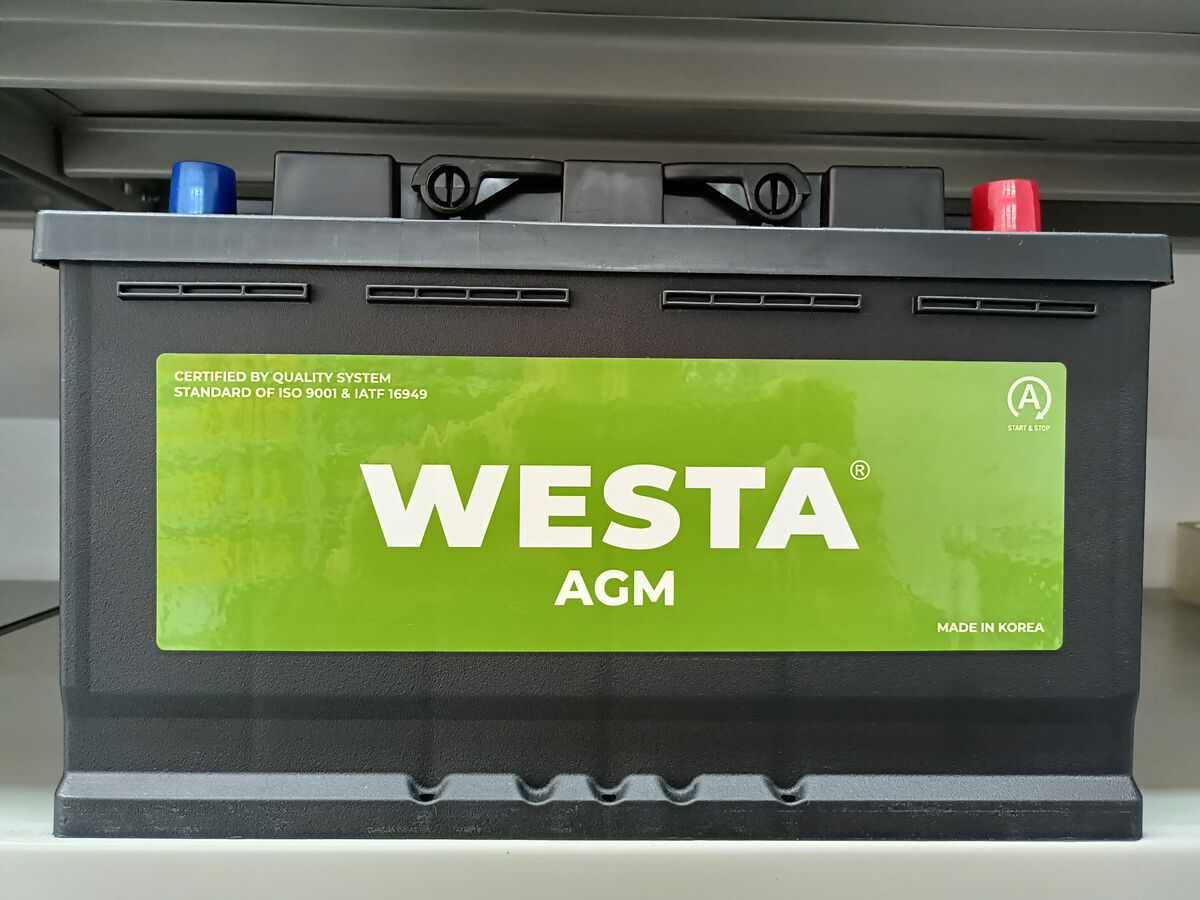 CERTIFIED BY QUALITY SYSTEM
STANDARD OF ISO 9001 & IATF 16949
A
START & STOP
WESTA®
AGM
MADE IN KOREA